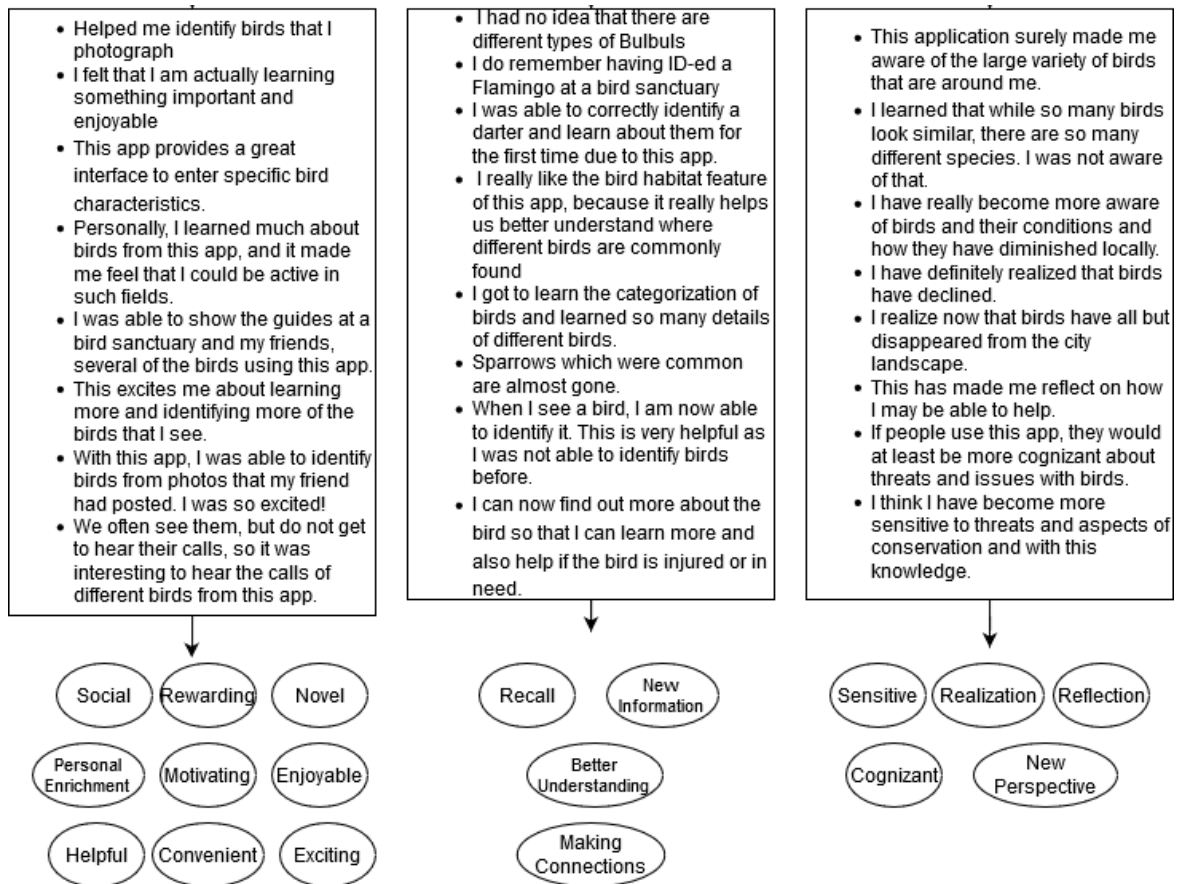 • Helped me identify birds that I
photograph
• I felt that I am actually learning
something important and
enjoyable
• This app provides a great
interface to enter specific bird
characteristics.
• Personally, I learned much about
birds from this app, and it made
me feel that I could be active in
such fields.
• I was able to show the guides at a
bird sanctuary and my friends,
several of the birds using this app.
• This excites me about learning
more and identifying more of the
birds that I see.
• With this app, I was able to identify
birds from photos that my friend
had posted. I was so excited!
• We often see them, but do not get
to hear their calls, so it was
interesting to hear the calls of
different birds from this app.
• I had no idea that there are
different types of Bulbuls
• I do remember having ID-ed a
Flamingo at a bird sanctuary
• I was able to correctly identify a
darter and learn about them for
the first time due to this app.
• I really like the bird habitat feature
of this app, because it really helps
us better understand where
different birds are commonly
found
• I got to learn the categorization of
birds and learned so many details
of different birds.
• Sparrows which were common
are almost gone.
• When I see a bird, I am now able
to identify it. This is very helpful as
I was not able to identify birds
before.
• I can now find out more about the
bird so that I can learn more and
also help if the bird is injured or in
need.
• This application surely made me
aware of the large variety of birds
that are around me.
• I learned that while so many birds
look similar, there are so many
different species. I was not aware
of that.
• I have really become more aware
of birds and their conditions and
how they have diminished locally.
• I have definitely realized that birds
have declined.
• I realize now that birds have all but
disappeared from the city
landscape.
• This has made me reflect on how
I may be able to help.
• If people use this app, they would
at least be more cognizant about
threats and issues with birds.
• I think I have become more
sensitive to threats and aspects of
conservation and with this
knowledge.
Social
Rewarding
Novel
Personal
Enrichment
Motivating
Enjoyable
Helpful
Convenient
Exciting
Recall
New
Information
Better
Understanding
Making
Connections
Sensitive
Realization
Reflection
Cognizant
New
Perspective